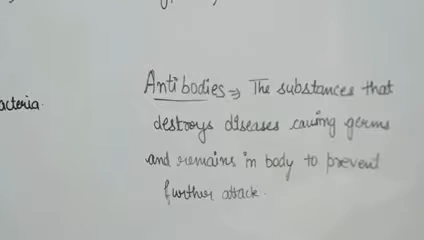 acteria.
Antibodies ⇒ The substances that
destroys diseases causing germs
and remains in body to prevent
further attack.